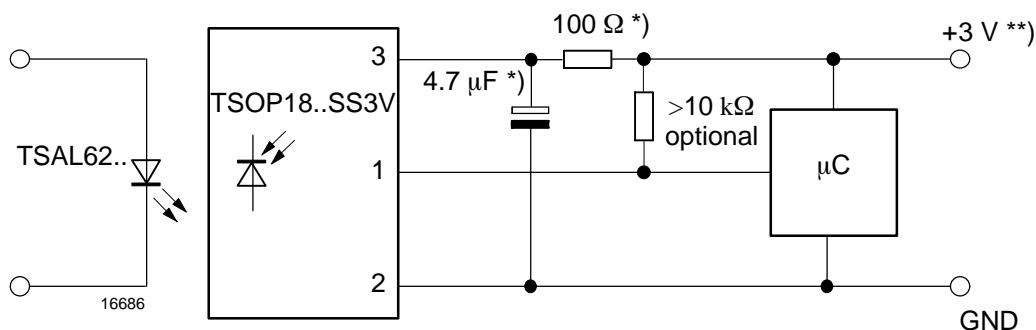 100 Ω *)
+3 V **)
3
4.7 μF *)
TSOP18..SS3V
>10 kΩ
optional
TSAL62..
1
μC
2
16686
GND